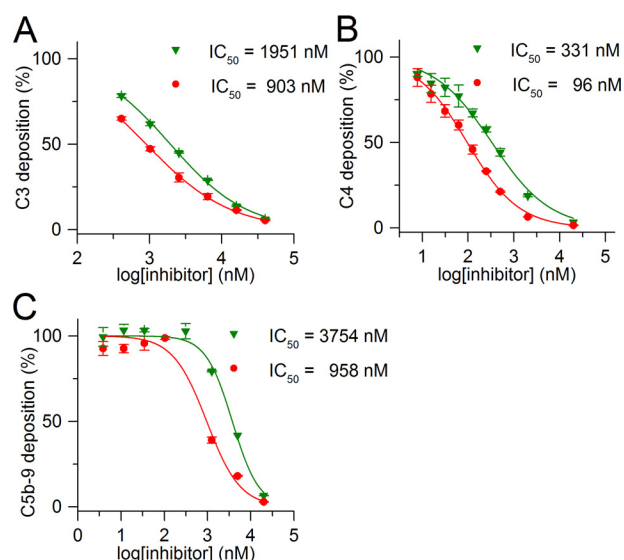 A
IC50 = 1951 nM
IC50 = 903 nM
C3 deposition (%)
100
50
0
2 3 4 5
log[inhibitor] (nM)
B
IC50 = 331 nM
IC50 = 96 nM
C4 deposition (%)
100
50
0
1 2 3 4 5
log[inhibitor] (nM)
C
IC50 = 3754 nM
IC50 = 958 nM
C5b-9 deposition (%)
100
50
0
0 1 2 3 4 5
log[inhibitor] (nM)